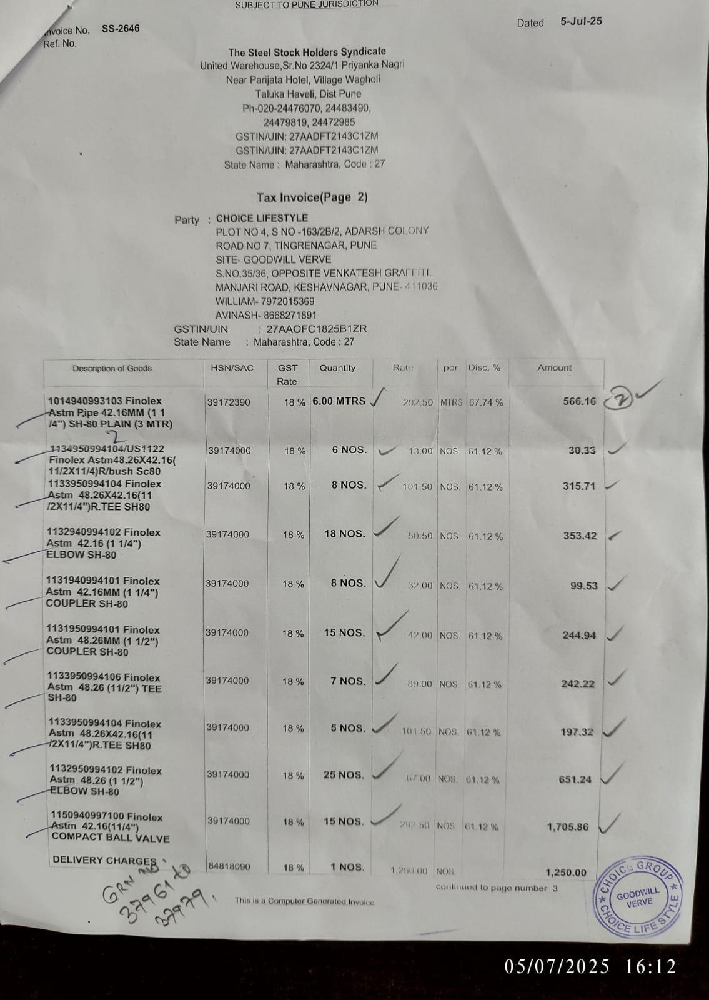 SUBJECT TO PUNE JURISDICTION
Invoice No. SS-2646
Dated 5-Jul-25
Ref. No.
The Steel Stock Holders Syndicate
United Warehouse,Sr.No 2324/1 Priyanka Nagri
Near Parijata Hotel, Village Wagholi
Taluka Haveli, Dist Pune
Ph-020-24476070, 24483490,
24479819, 24472985
GSTIN/UIN: 27AADFT2143C1ZM
GSTIN/UIN: 27AADFT2143C1ZM
State Name : Maharashtra, Code : 27
Tax Invoice(Page 2)
Party : CHOICE LIFESTYLE
PLOT NO 4, S NO -163/2B/2, ADARSH COLONY
ROAD NO 7, TINGRENAGAR, PUNE
SITE- GOODWILL VERVE
S.NO.35/36, OPPOSITE VENKATESH GRAFFITI,
MANJARI ROAD, KESHAVNAGAR, PUNE- 411036
WILLIAM- 7972015369
AVINASH- 8668271891
GSTIN/UIN : 27AAOFC1825B1ZR
State Name : Maharashtra, Code : 27
Description of Goods HSN/SAC GST Rate Quantity Rate per Disc. % Amount
1014940993103 Finolex 39172390 18 % 6.00 MTRS 292.50 MTRS 67.74 % 566.16 2
Astm Pipe 42.16MM (1 1
/4") SH-80 PLAIN (3 MTR)
2
1134950994104/US1122 39174000 18 % 6 NOS. 13.00 NOS. 61.12 % 30.33
Finolex Astm48.26X42.16(
11/2X11/4)R/bush Sc80
1133950994104 Finolex 39174000 18 % 8 NOS. 101.50 NOS. 61.12 % 315.71
Astm 48.26X42.16(11
/2X11/4")R.TEE SH80
1132940994102 Finolex 39174000 18 % 18 NOS. 50.50 NOS. 61.12 % 353.42
Astm 42.16 (1 1/4")
ELBOW SH-80
1131940994101 Finolex 39174000 18 % 8 NOS. 32.00 NOS. 61.12 % 99.53
Astm 42.16MM (1 1/4")
COUPLER SH-80
1131950994101 Finolex 39174000 18 % 15 NOS. 42.00 NOS. 61.12 % 244.94
Astm 48.26MM (1 1/2")
COUPLER SH-80
1133950994106 Finolex 39174000 18 % 7 NOS. 89.00 NOS. 61.12 % 242.22
Astm 48.26 (11/2") TEE
SH-80
1133950994104 Finolex 39174000 18 % 5 NOS. 101.50 NOS. 61.12 % 197.32
Astm 48.26X42.16(11
/2X11/4")R.TEE SH80
1132950994102 Finolex 39174000 18 % 25 NOS. 67.00 NOS. 61.12 % 651.24
Astm 48.26 (1 1/2")
ELBOW SH-80
1150940997100 Finolex 39174000 18 % 15 NOS. 292.50 NOS 61.12 % 1,705.86
Astm 42.16(11/4")
COMPACT BALL VALVE
DELIVERY CHARGES 84818090 18 % 1 NOS. 1,250.00 NOS. 1,250.00
continued to page number 3
This is a Computer Generated Invoice
GRN NO
37961 to
37979.
CHOICE GROUP
GOODWILL
VERVE
CHOICE LIFE STYLE
05/07/2025 16:12